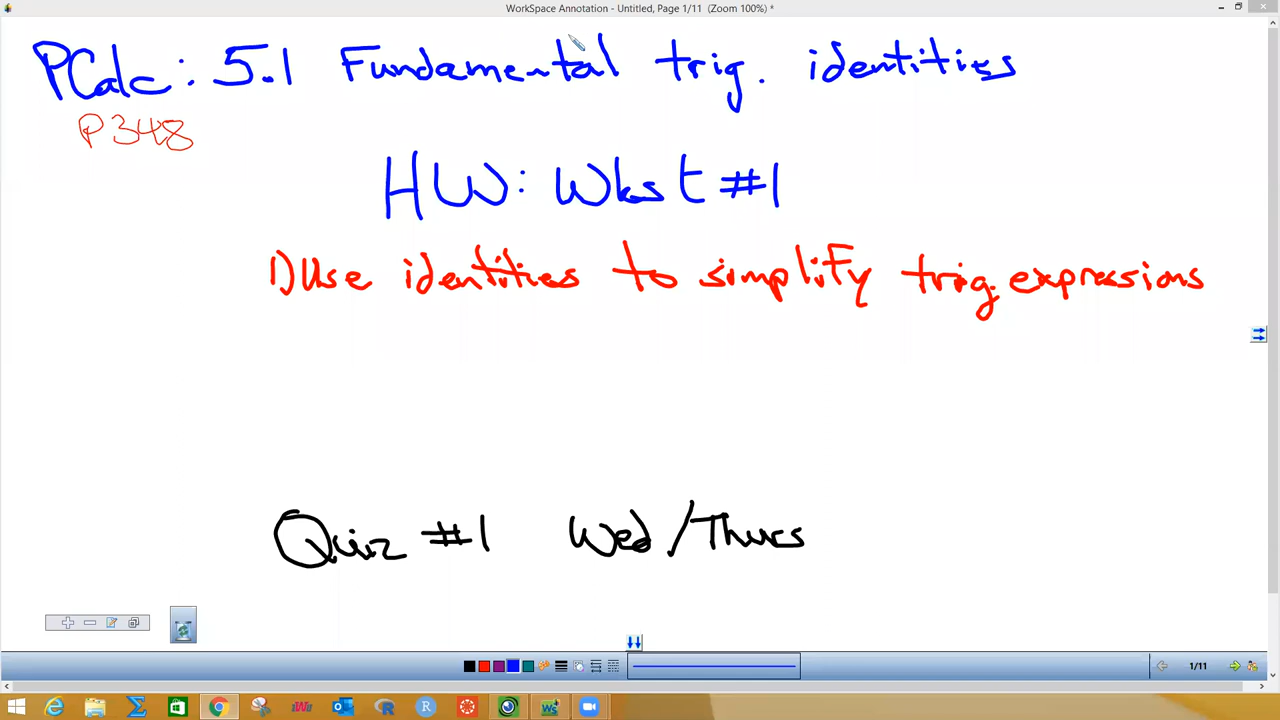 WorkSpace Annotation - Untitled, Page 1/11 (Zoom 100%) *
PCalc: 5.1 Fundamental trig. identities
P348
HW: Wkst #1
1) Use identities to simplify trig. expressions
Quiz #1 Wed/Thurs
1/11